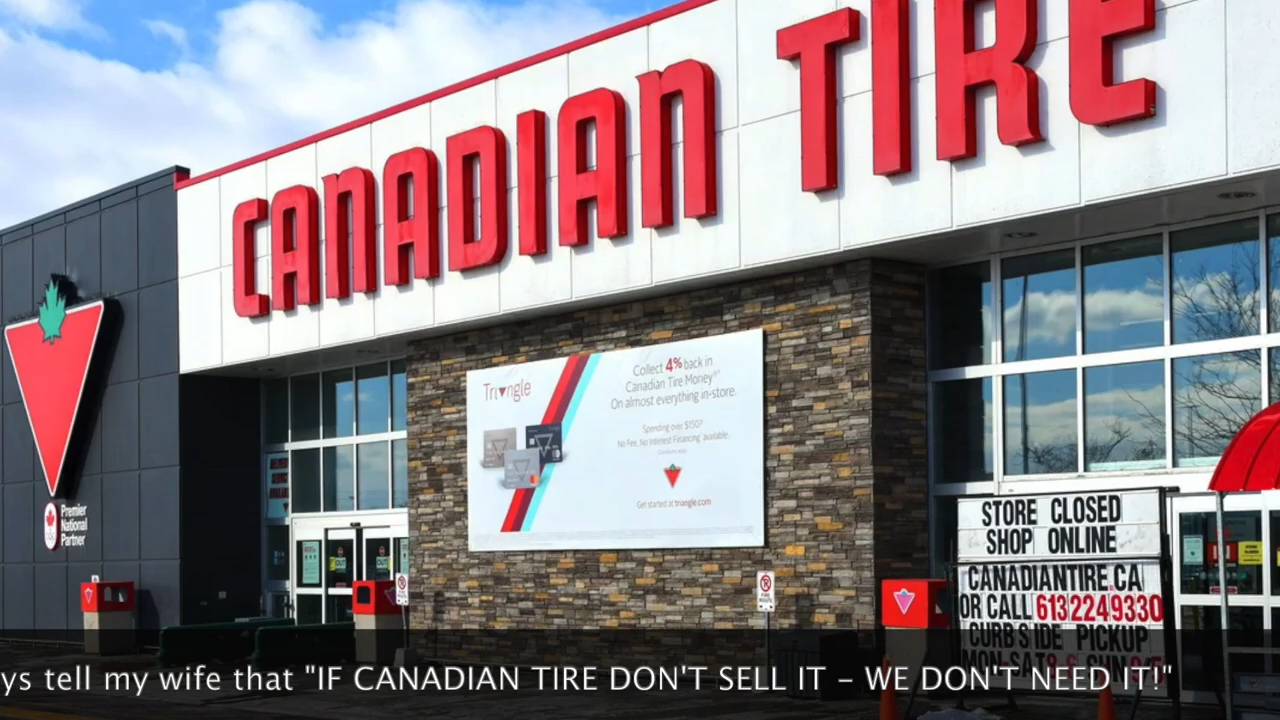 CANADIAN TIRE
Triangle
Collect 4% back in
Canadian Tire Money
On almost everything in-store.
Spending over $150?
No Fee, No Interest Financing available.
Get started at triangle.com
Premier
National
Partner
STORE CLOSED
SHOP ONLINE
CANADIANTIRE.CA
OR CALL 6132249330
CURBSIDE PICKUP
MON-SAT
ys tell my wife that "IF CANADIAN TIRE DON'T SELL IT – WE DON'T NEED IT!"